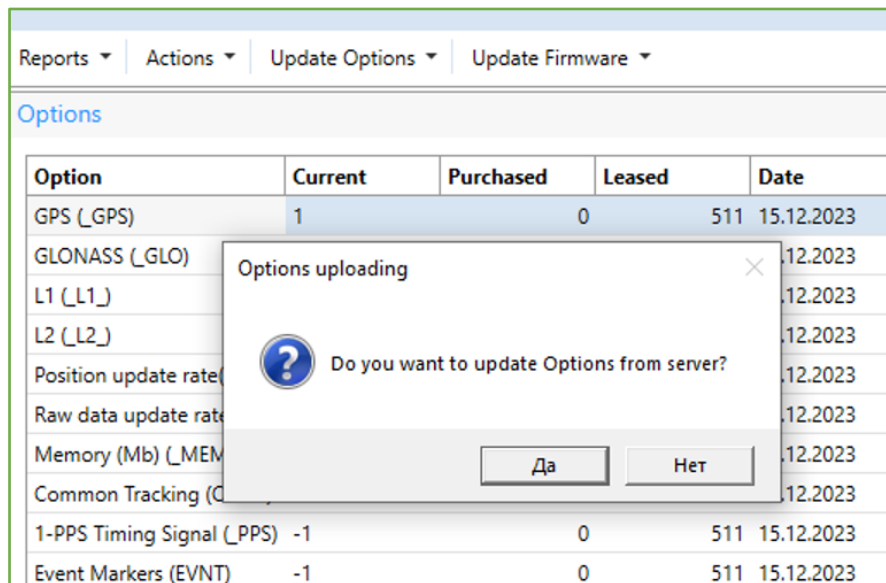 Reports Actions Update Options Update Firmware
Options
Option Current Purchased Leased Date
GPS (_GPS) 1 0 511 15.12.2023
GLONASS (_GLO) .12.2023
Options uploading
L1 (_L1_) .12.2023
L2 (_L2_) .12.2023
Do you want to update Options from server?
Position update rate( .12.2023
Raw data update rate .12.2023
Memory (Mb) (_MEM .12.2023
Да Нет
Common Tracking ( .12.2023
1-PPS Timing Signal (_PPS) -1 0 511 15.12.2023
Event Markers (EVNT) -1 0 511 15.12.2023